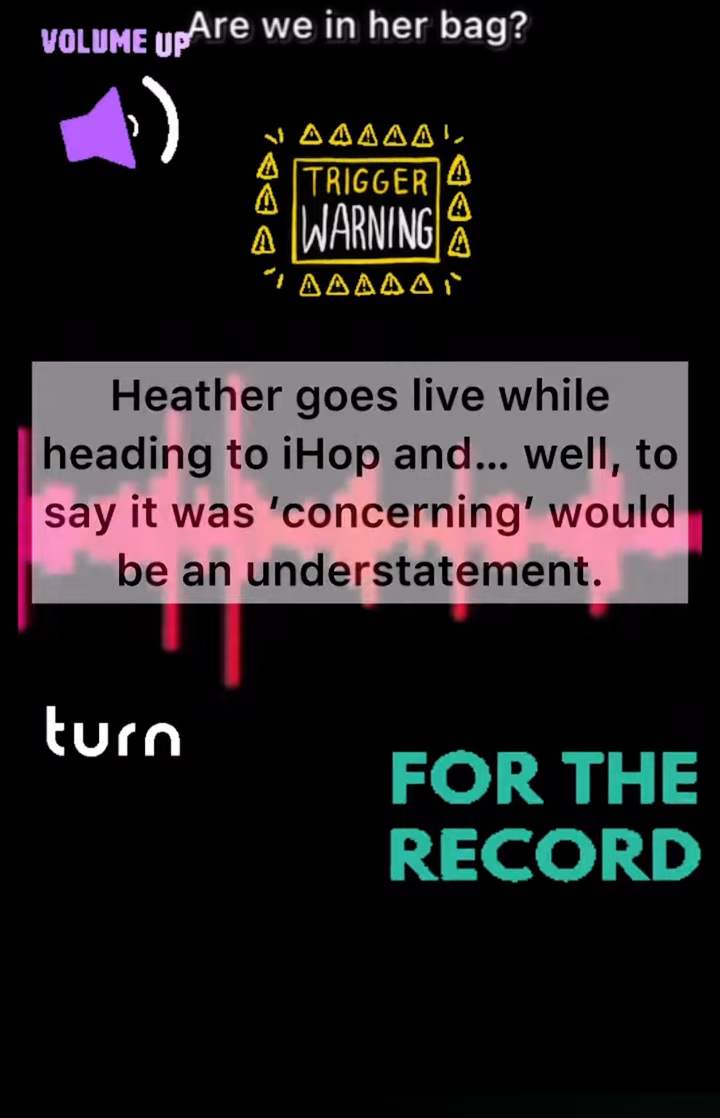 Are we in her bag?
VOLUME UP
TRIGGER
WARNING
Heather goes live while
heading to iHop and... well, to
say it was ‘concerning’ would
be an understatement.
turn
FOR THE
RECORD